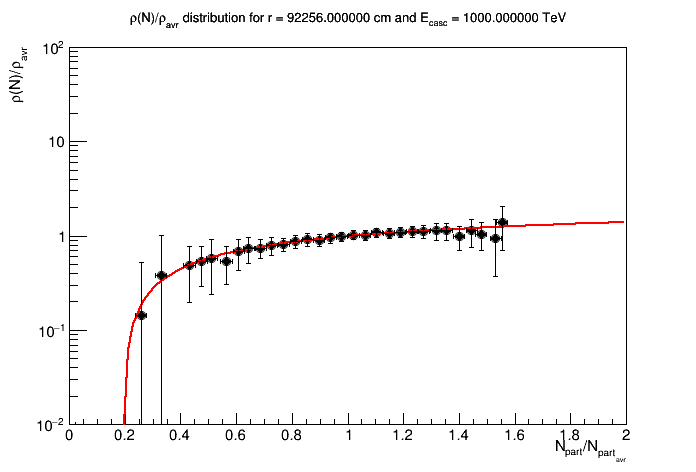 ρ(N)/ρavr distribution for r = 92256.000000 cm and Ecasc = 1000.000000 TeV
ρ(N)/ρavr
10²
10
1
10⁻¹
10⁻²
0 0.2 0.4 0.6 0.8 1 1.2 1.4 1.6 1.8 2
Npart/Npartavr